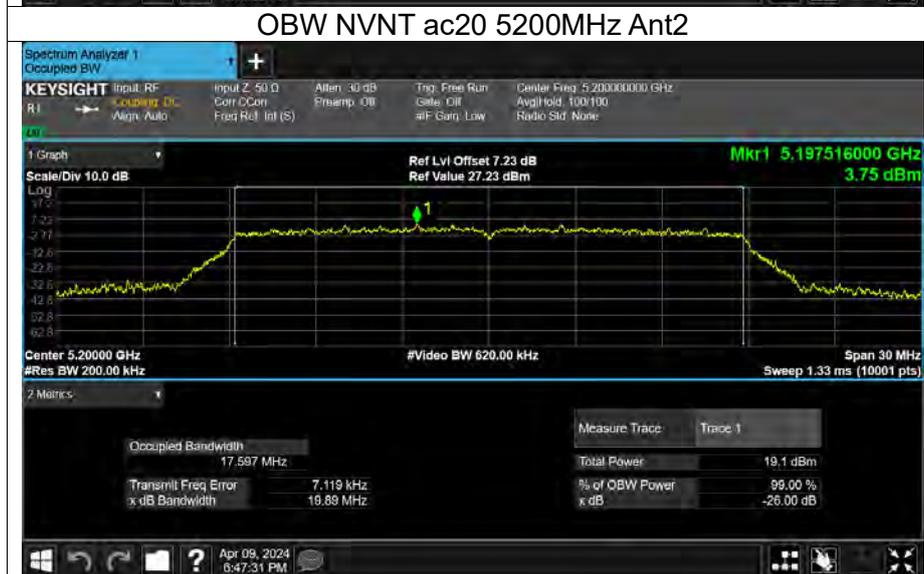 OBW NVNT ac20 5200MHz Ant2
Spectrum Analyzer 1
Occupied BW
+
KEYSIGHT Input: RF Input Z: 50 Ω Atten: 30 dB Trig: Free Run Center Freq: 5.200000000 GHz
Coupling: DC Corr CCorr Preamp: Off Gate: Off Avg|Hold: 100/100
Align: Auto Freq Ref: Int (S) #IF Gain: Low Radio Std: None
1 Graph
Ref Lvl Offset 7.23 dB
Mkr1 5.197516000 GHz
Scale/Div 10.0 dB
Ref Value 27.23 dBm
3.75 dBm
Log
17.2
7.23
1
-2.77
-12.8
-22.8
-32.8
-42.8
-52.8
-62.8
Center 5.20000 GHz
#Video BW 620.00 kHz
Span 30 MHz
#Res BW 200.00 kHz
Sweep 1.33 ms (10001 pts)
2 Metrics
Measure Trace Trace 1
Occupied Bandwidth
17.597 MHz
Total Power 19.1 dBm
Transmit Freq Error 7.119 kHz
% of OBW Power 99.00 %
x dB Bandwidth 19.89 MHz
x dB -26.00 dB
?
Apr 09, 2024
6:47:31 PM